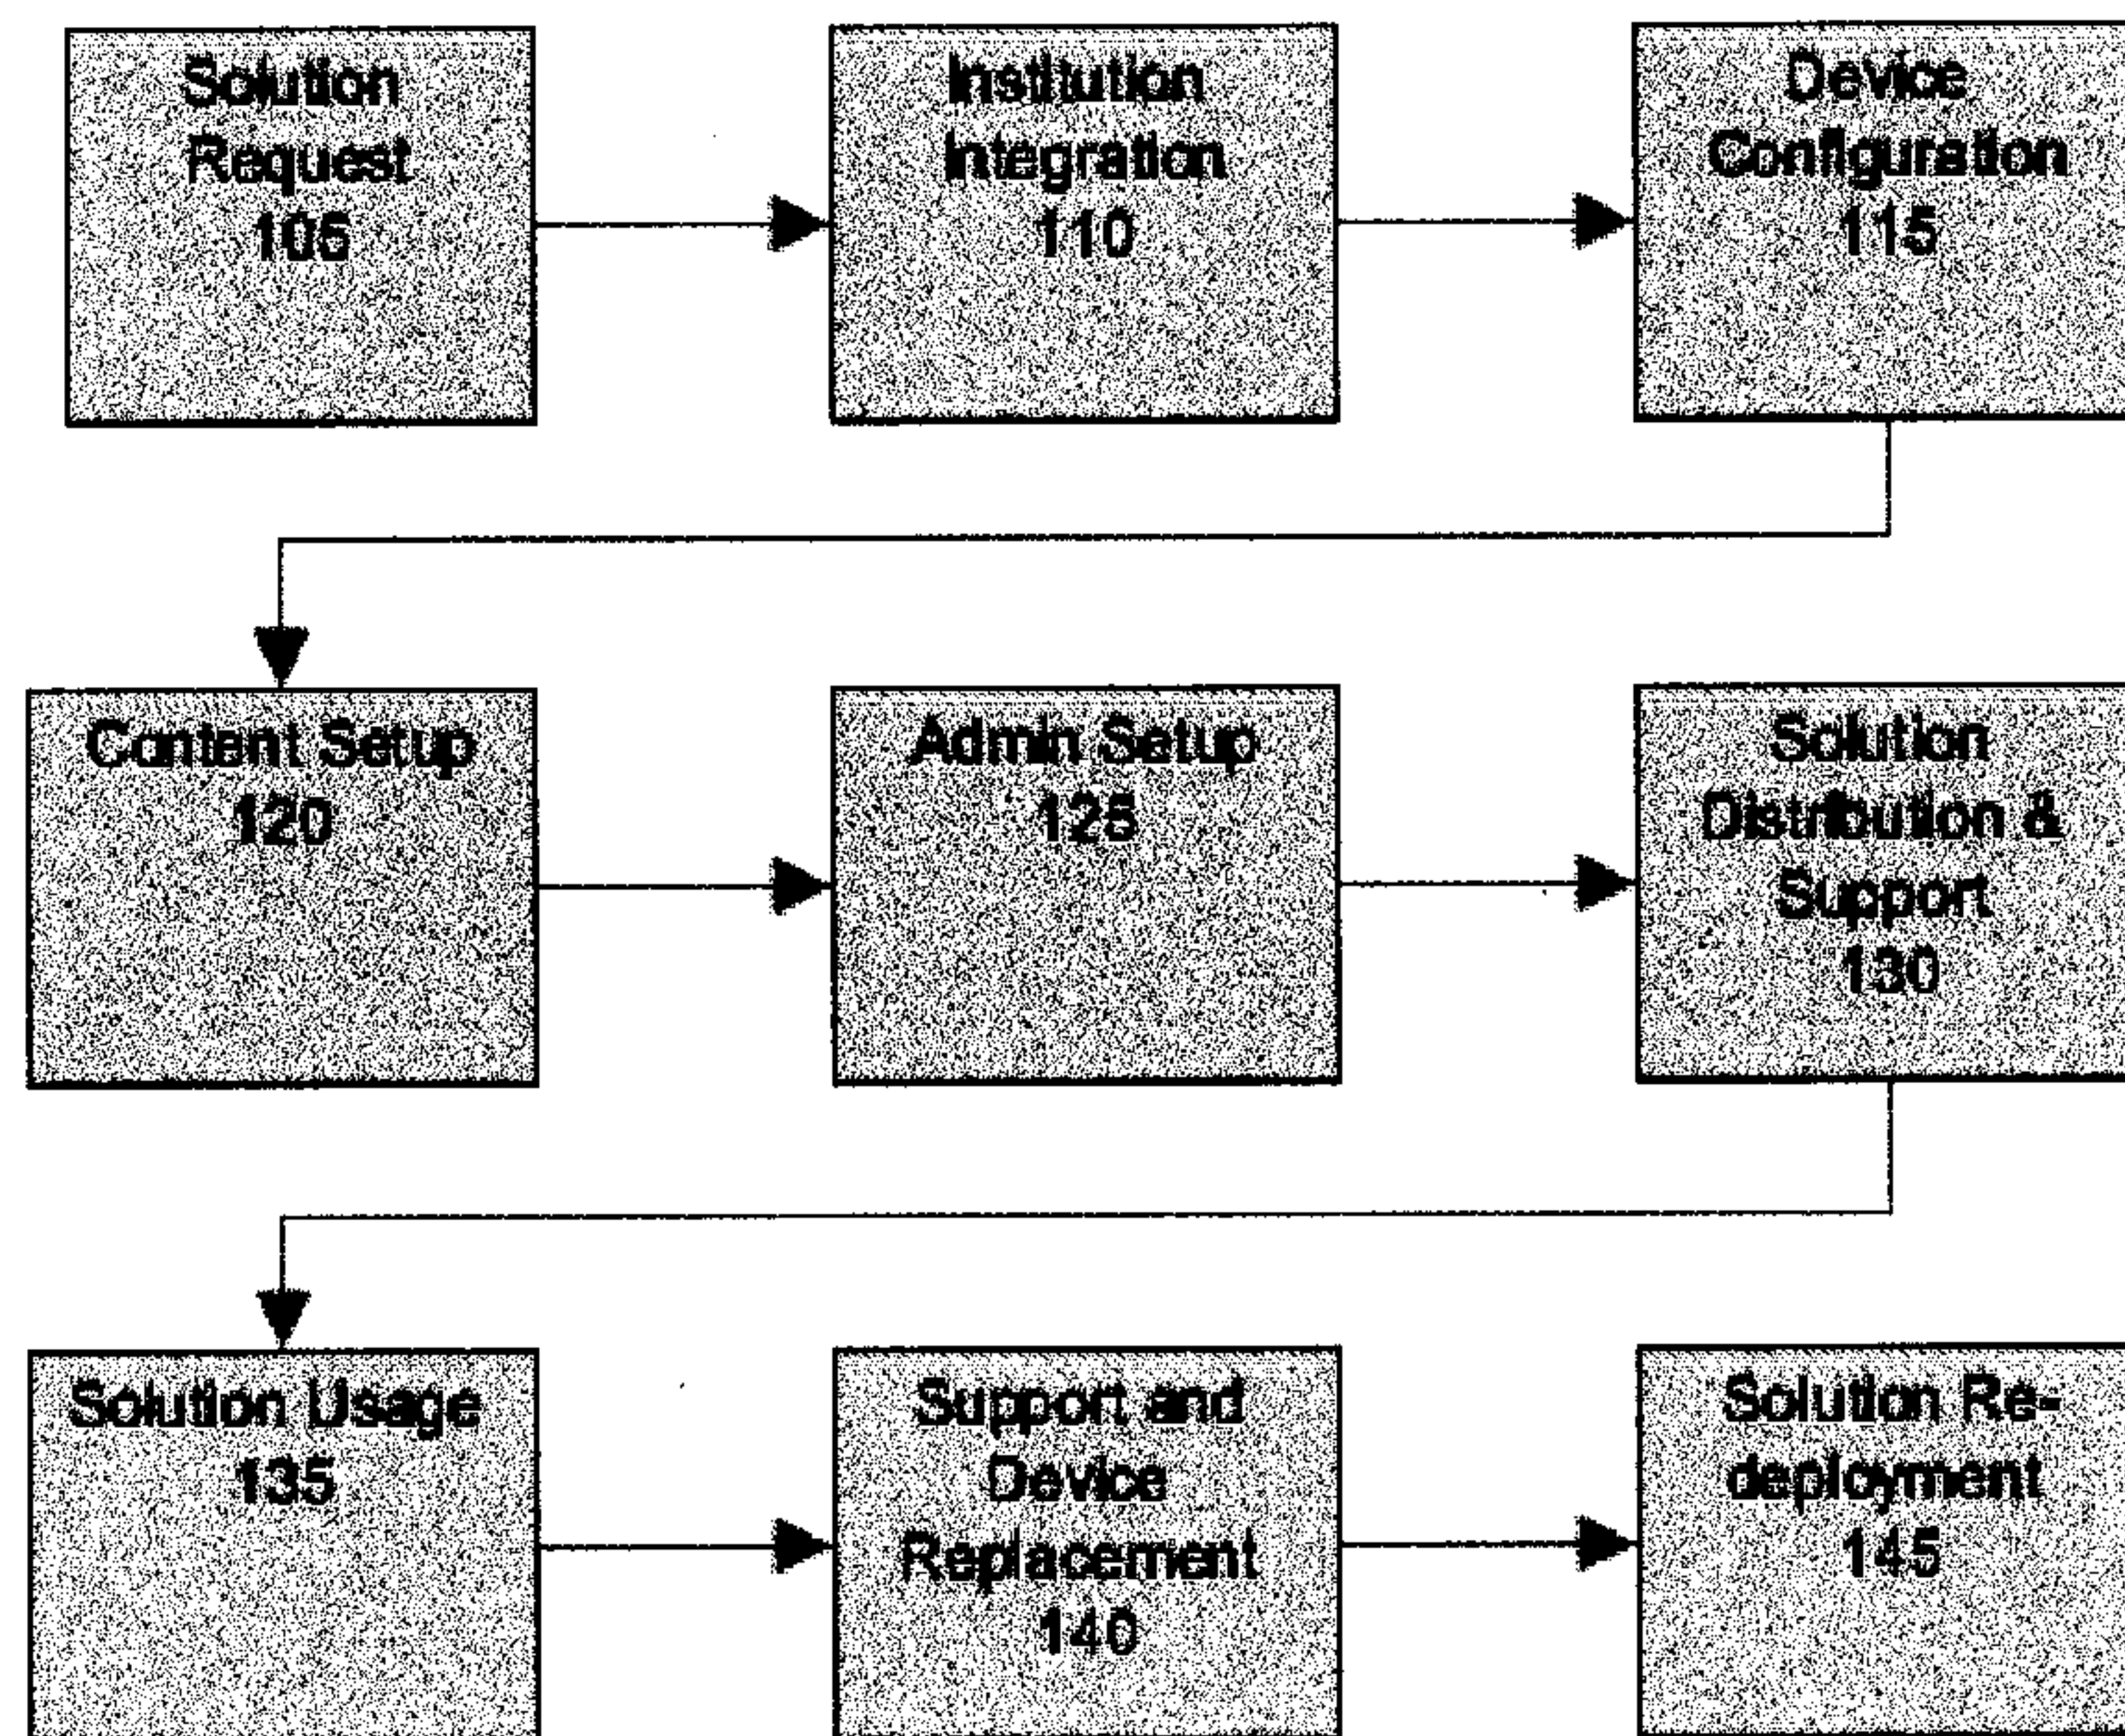 Solution
Request
105
Institution
Integration
110
Device
Configuration
115
Content Setup
120
Admin Setup
125
Solution
Distribution &
Support
130
Solution Usage
135
Support and
Device
Replacement
140
Solution Re-
deployment
145